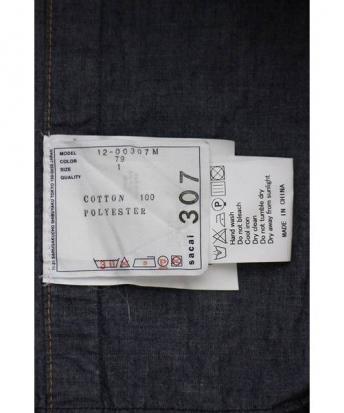 MODEL 12-00307M
COLOR 79
SIZE 1
QUALITY
COTTON 100
POLYESTER
sacai 307
Hand wash
Do not bleach
Cool iron
Dry clean
Do not tumble dry
Dry away from sunlight
MADE IN CHINA